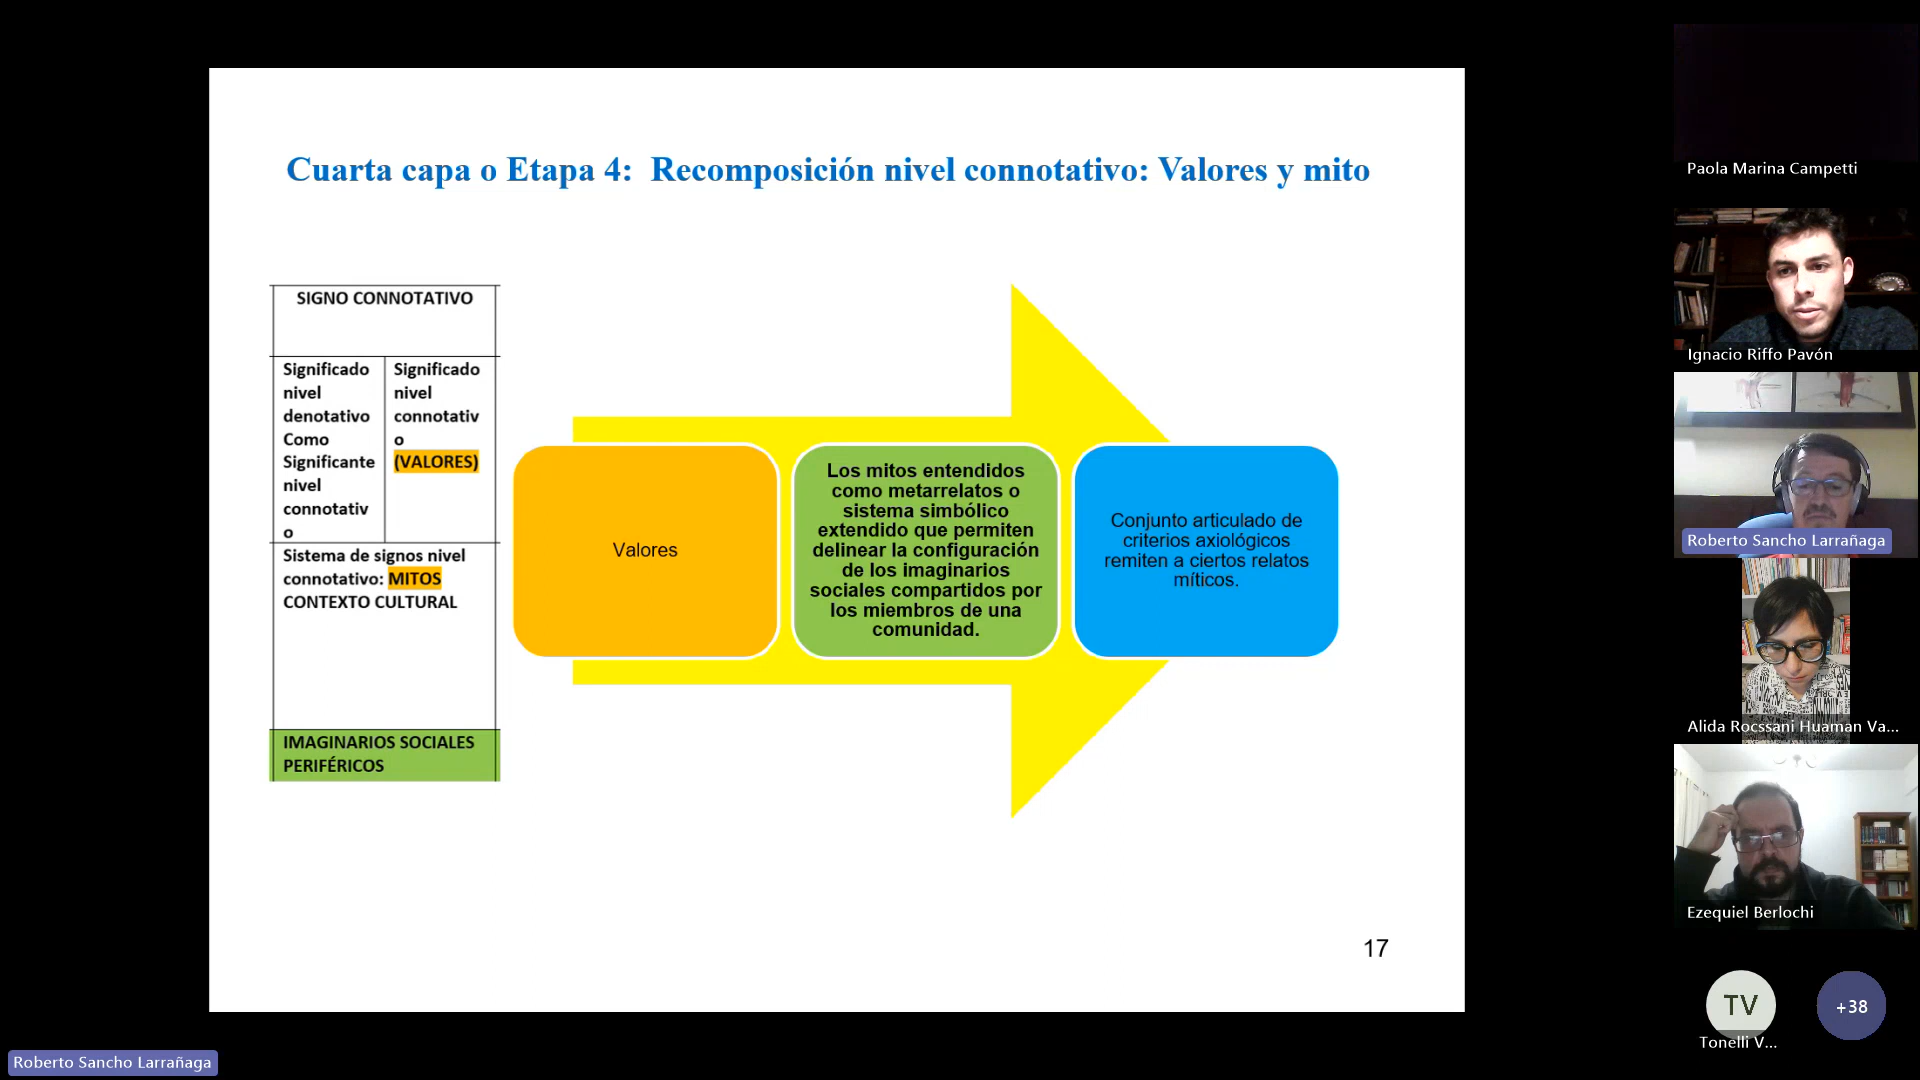 Cuarta capa o Etapa 4: Recomposición nivel connotativo: Valores y mito
SIGNO CONNOTATIVO
Significado
nivel
denotativo
Como
Significante
nivel
connotativ
o
Significado
nivel
connotativ
o
(VALORES)
Sistema de signos nivel
connotativo: MITOS
CONTEXTO CULTURAL
IMAGINARIOS SOCIALES
PERIFÉRICOS
Valores
Los mitos entendidos
como metarrelatos o
sistema simbólico
extendido que permiten
delinear la configuración
de los imaginarios
sociales compartidos por
los miembros de una
comunidad.
Conjunto articulado de
criterios axiológicos
remiten a ciertos relatos
míticos.
17
Paola Marina Campetti
Ignacio Riffo Pavón
Roberto Sancho Larrañaga
Alida Rocssani Huaman Va...
Ezequiel Berlochi
TV
+38
Tonelli V...
Roberto Sancho Larrañaga